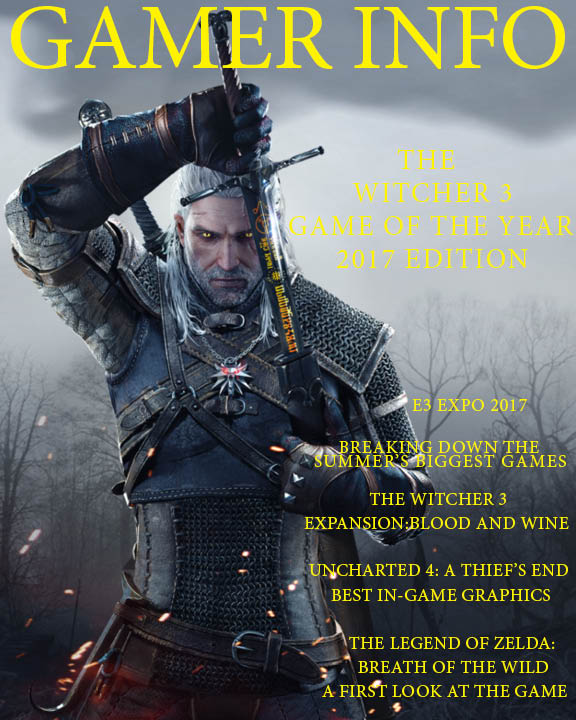 GAMER INFO
THE
WITCHER 3
GAME OF THE YEAR
2017 EDITION
E3 EXPO 2017
BREAKING DOWN THE
SUMMER'S BIGGEST GAMES
THE WITCHER 3
EXPANSION:BLOOD AND WINE
UNCHARTED 4: A THIEF'S END
BEST IN-GAME GRAPHICS
THE LEGEND OF ZELDA:
BREATH OF THE WILD
A FIRST LOOK AT THE GAME